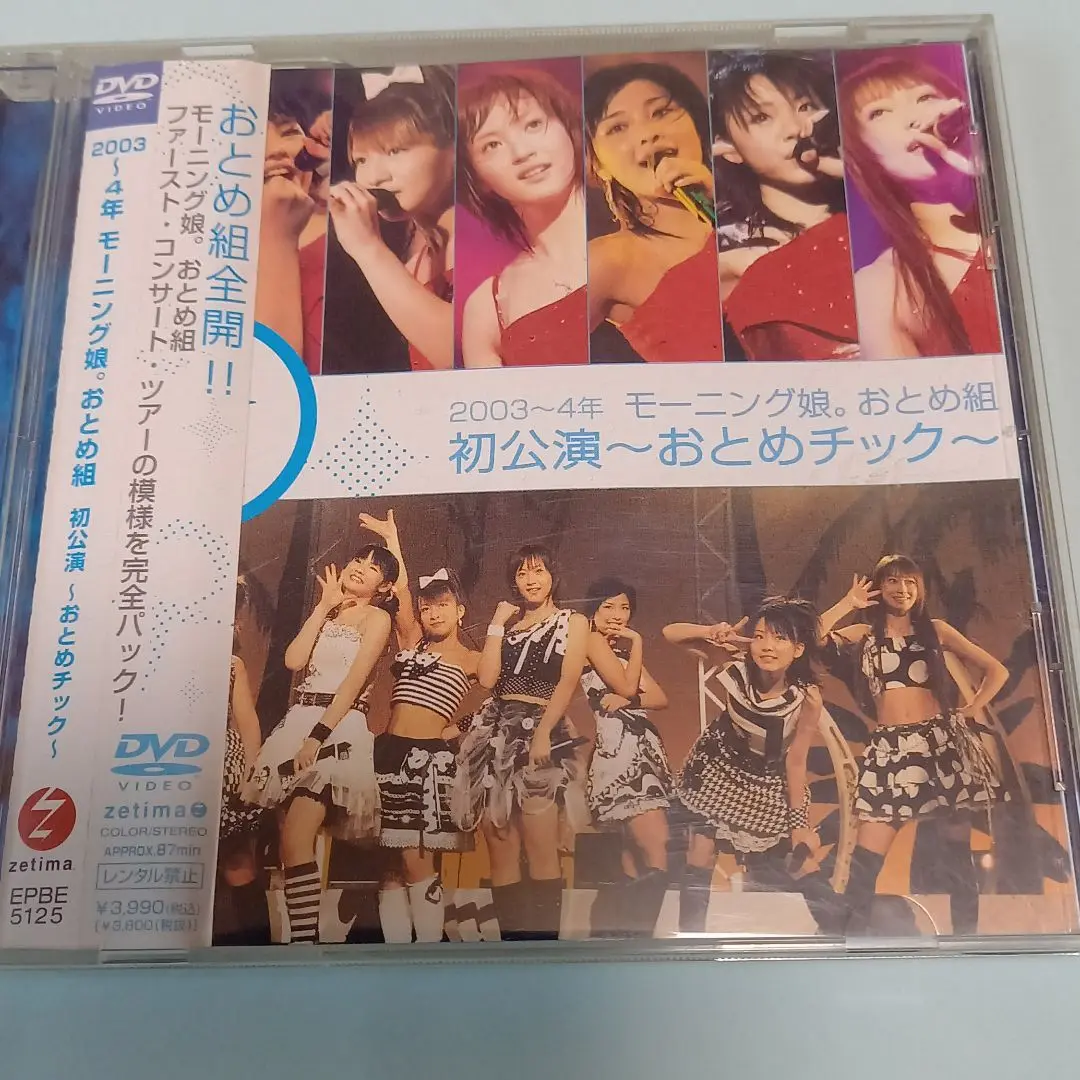 DVD
VIDEO
2003〜4年 モーニング娘。おとめ組 初公演 〜おとめチック〜
zetima
EPBE
5125
おとめ組全開!!
モーニング娘。おとめ組
ファースト・コンサート・ツアーの模様を完全パック!
DVD
VIDEO
zetima
COLOR/STEREO
APPROX.87min
レンタル禁止
¥3,990(税込)
[¥3,800(税抜)]
2003〜4年 モーニング娘。おとめ組
初公演〜おとめチック〜